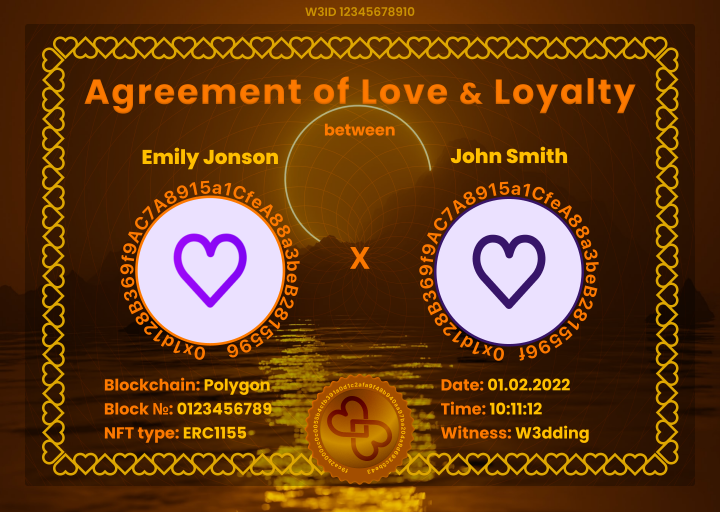 W3ID 12345678910
Agreement of Love & Loyalty
between
Emily Jonson
John Smith
0x1d128B369f9AC7A8915a1CfeA88a3beB2815596
X
0x1d128B369f9AC7A8915a1CfeA88a3beB2815596f
Blockchain: Polygon
Block №: 0123456789
NFT type: ERC1155
Date: 01.02.2022
Time: 10:11:12
Witness: W3dding